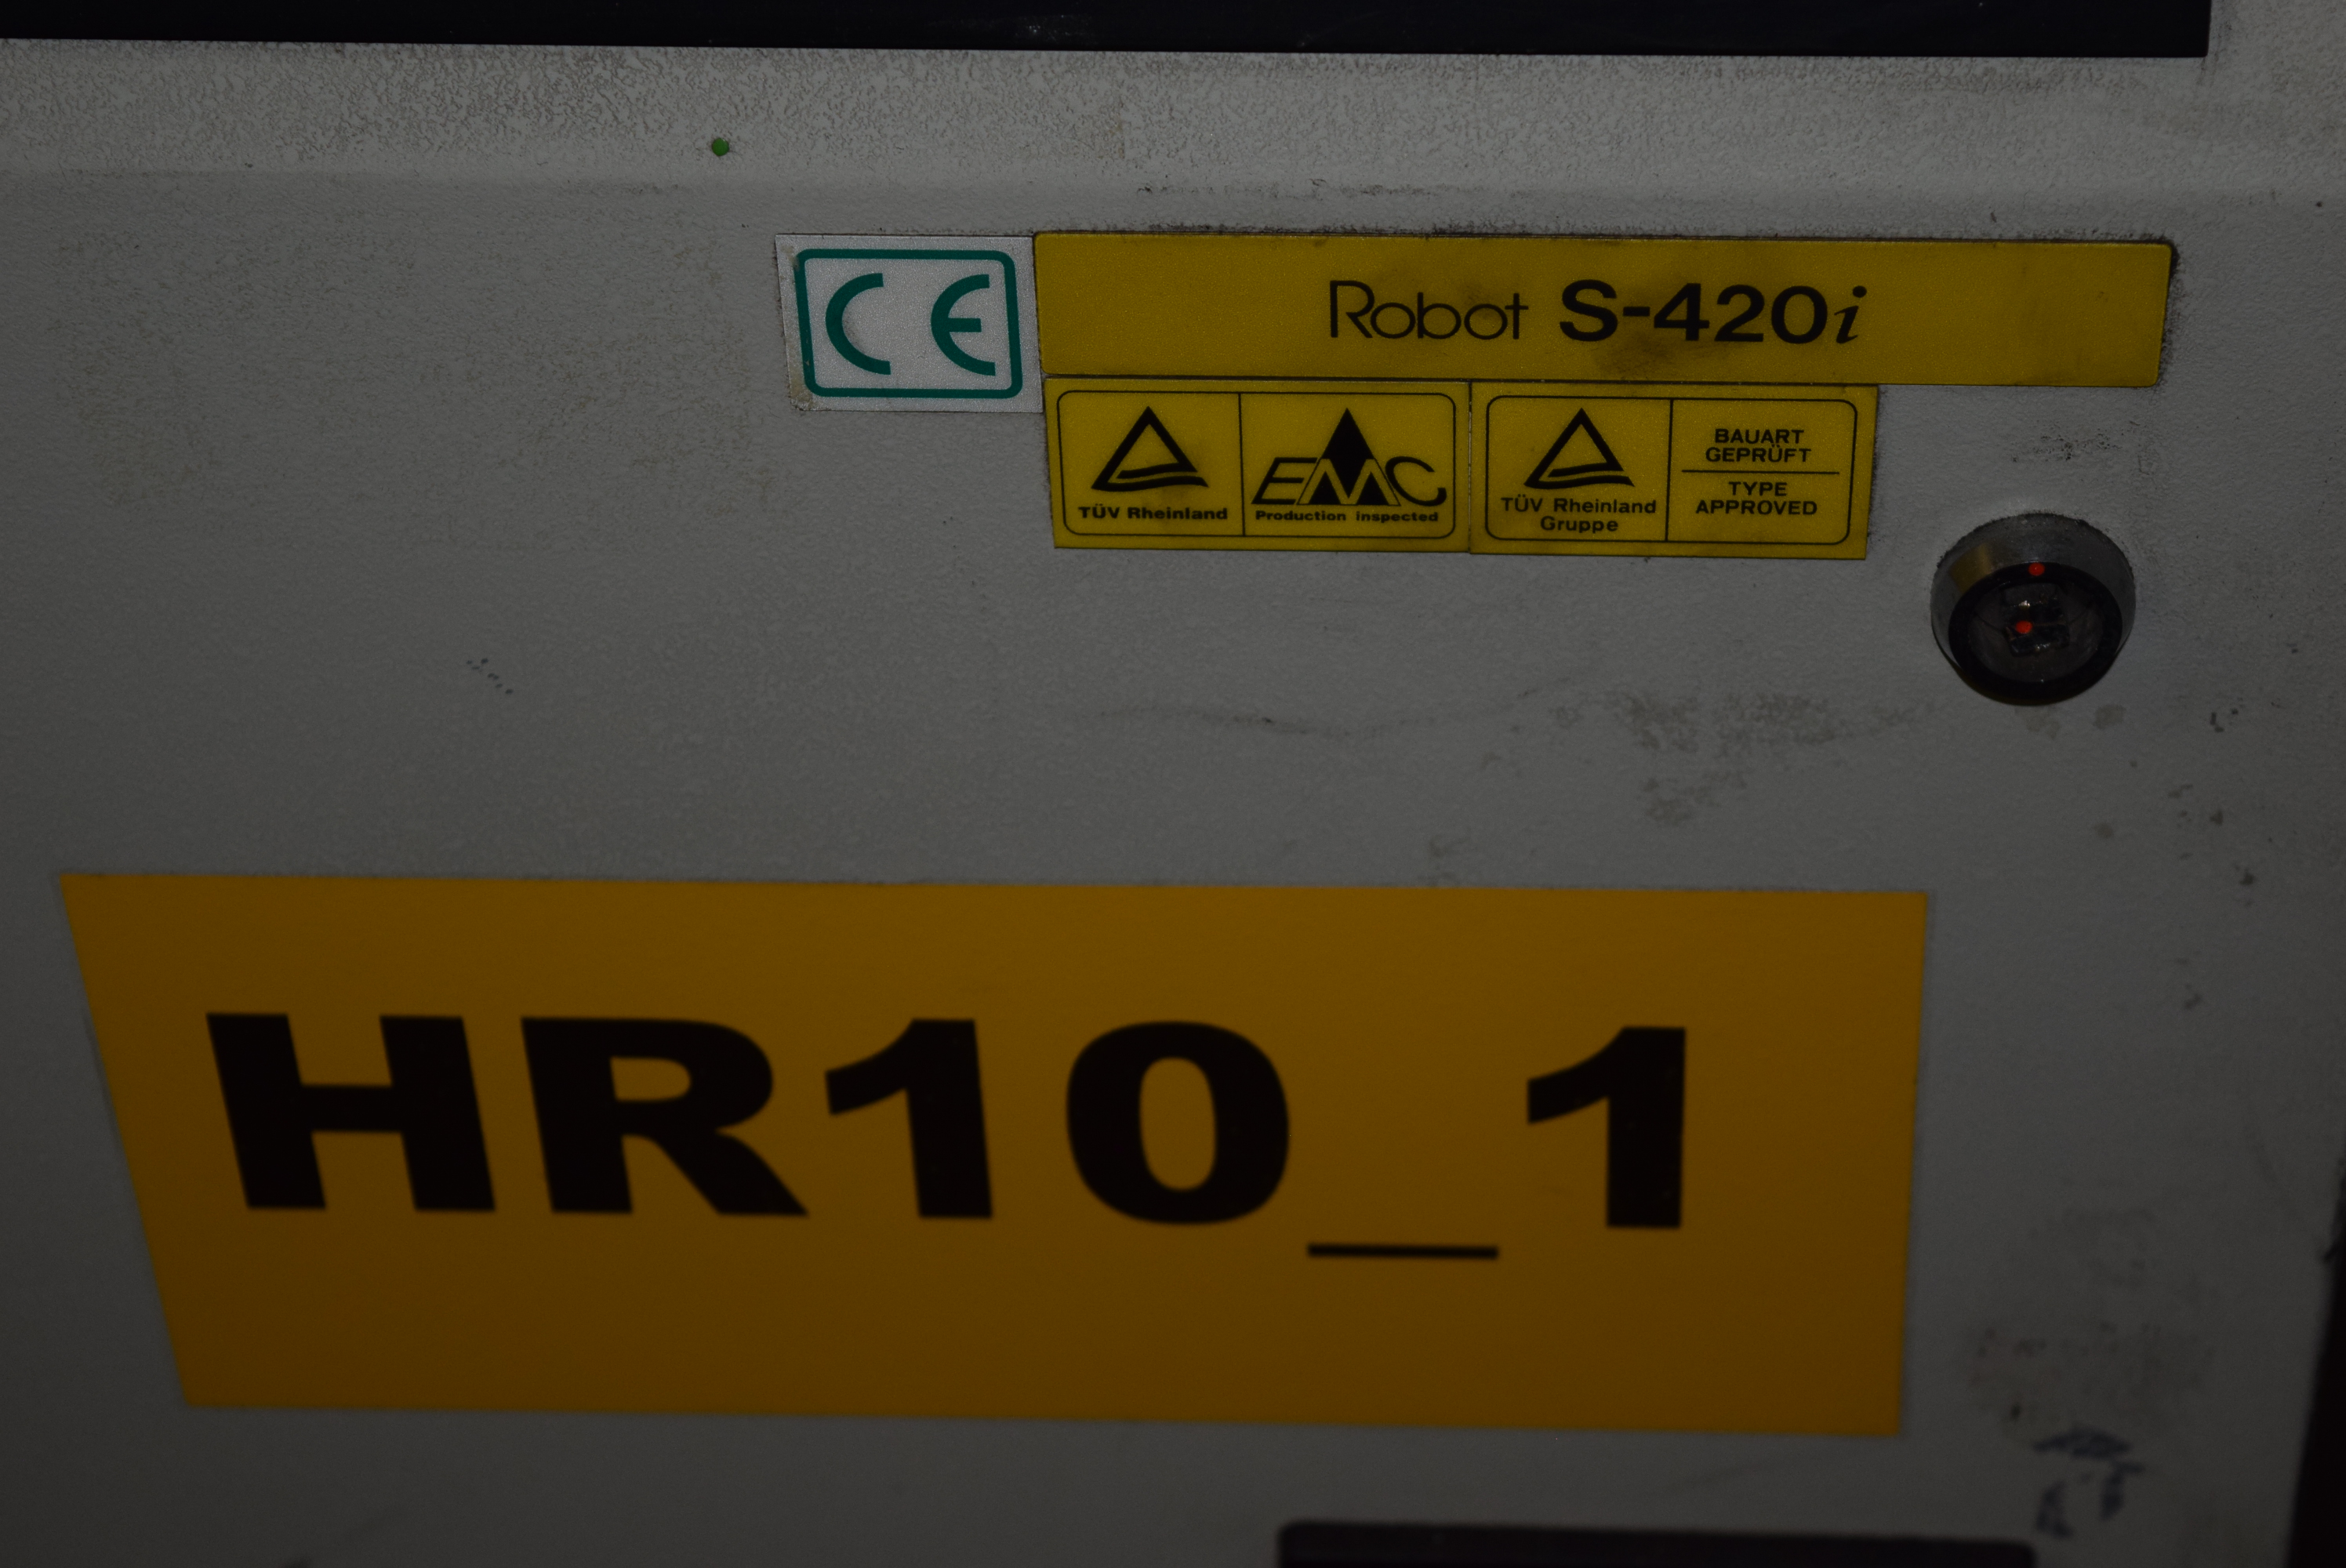 CE
Robot S-420i
TÜV Rheinland
EMC
Production inspected
TÜV Rheinland
Gruppe
BAUART
GEPRÜFT
TYPE
APPROVED
HR10_1